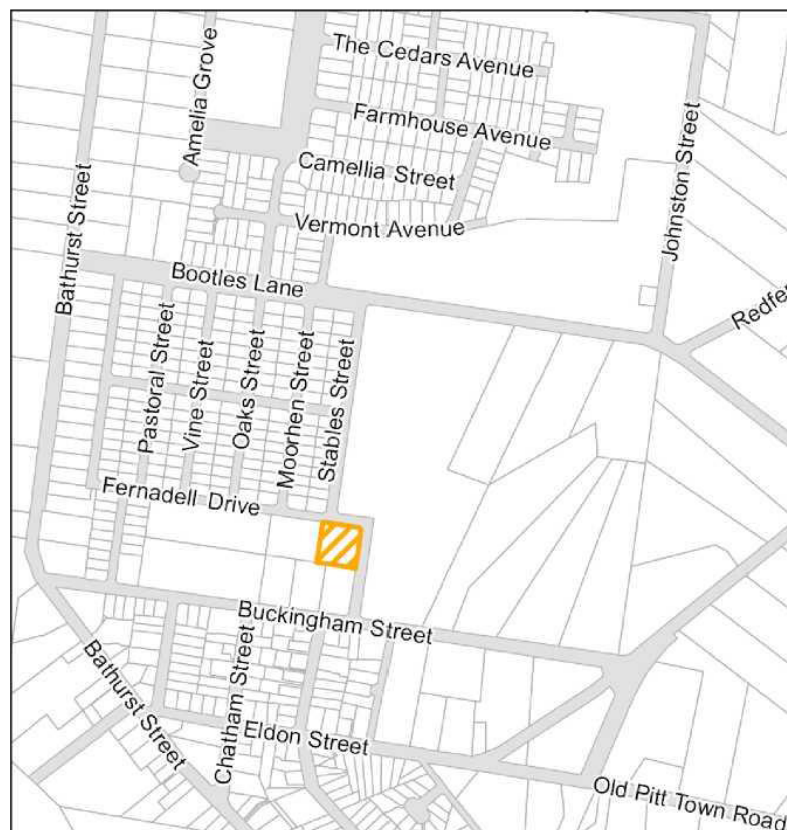 The Cedars Avenue
Amelia Grove
Farmhouse Avenue
Johnston Street
Camellia Street
Bathurst Street
Vermont Avenue
Bootles Lane
Redfer
Pastoral Street
Vine Street
Oaks Street
Moorhen Street
Stables Street
Fernadell Drive
Buckingham Street
Bathurst Street
Chatham Street
Eldon Street
Old Pitt Town Road